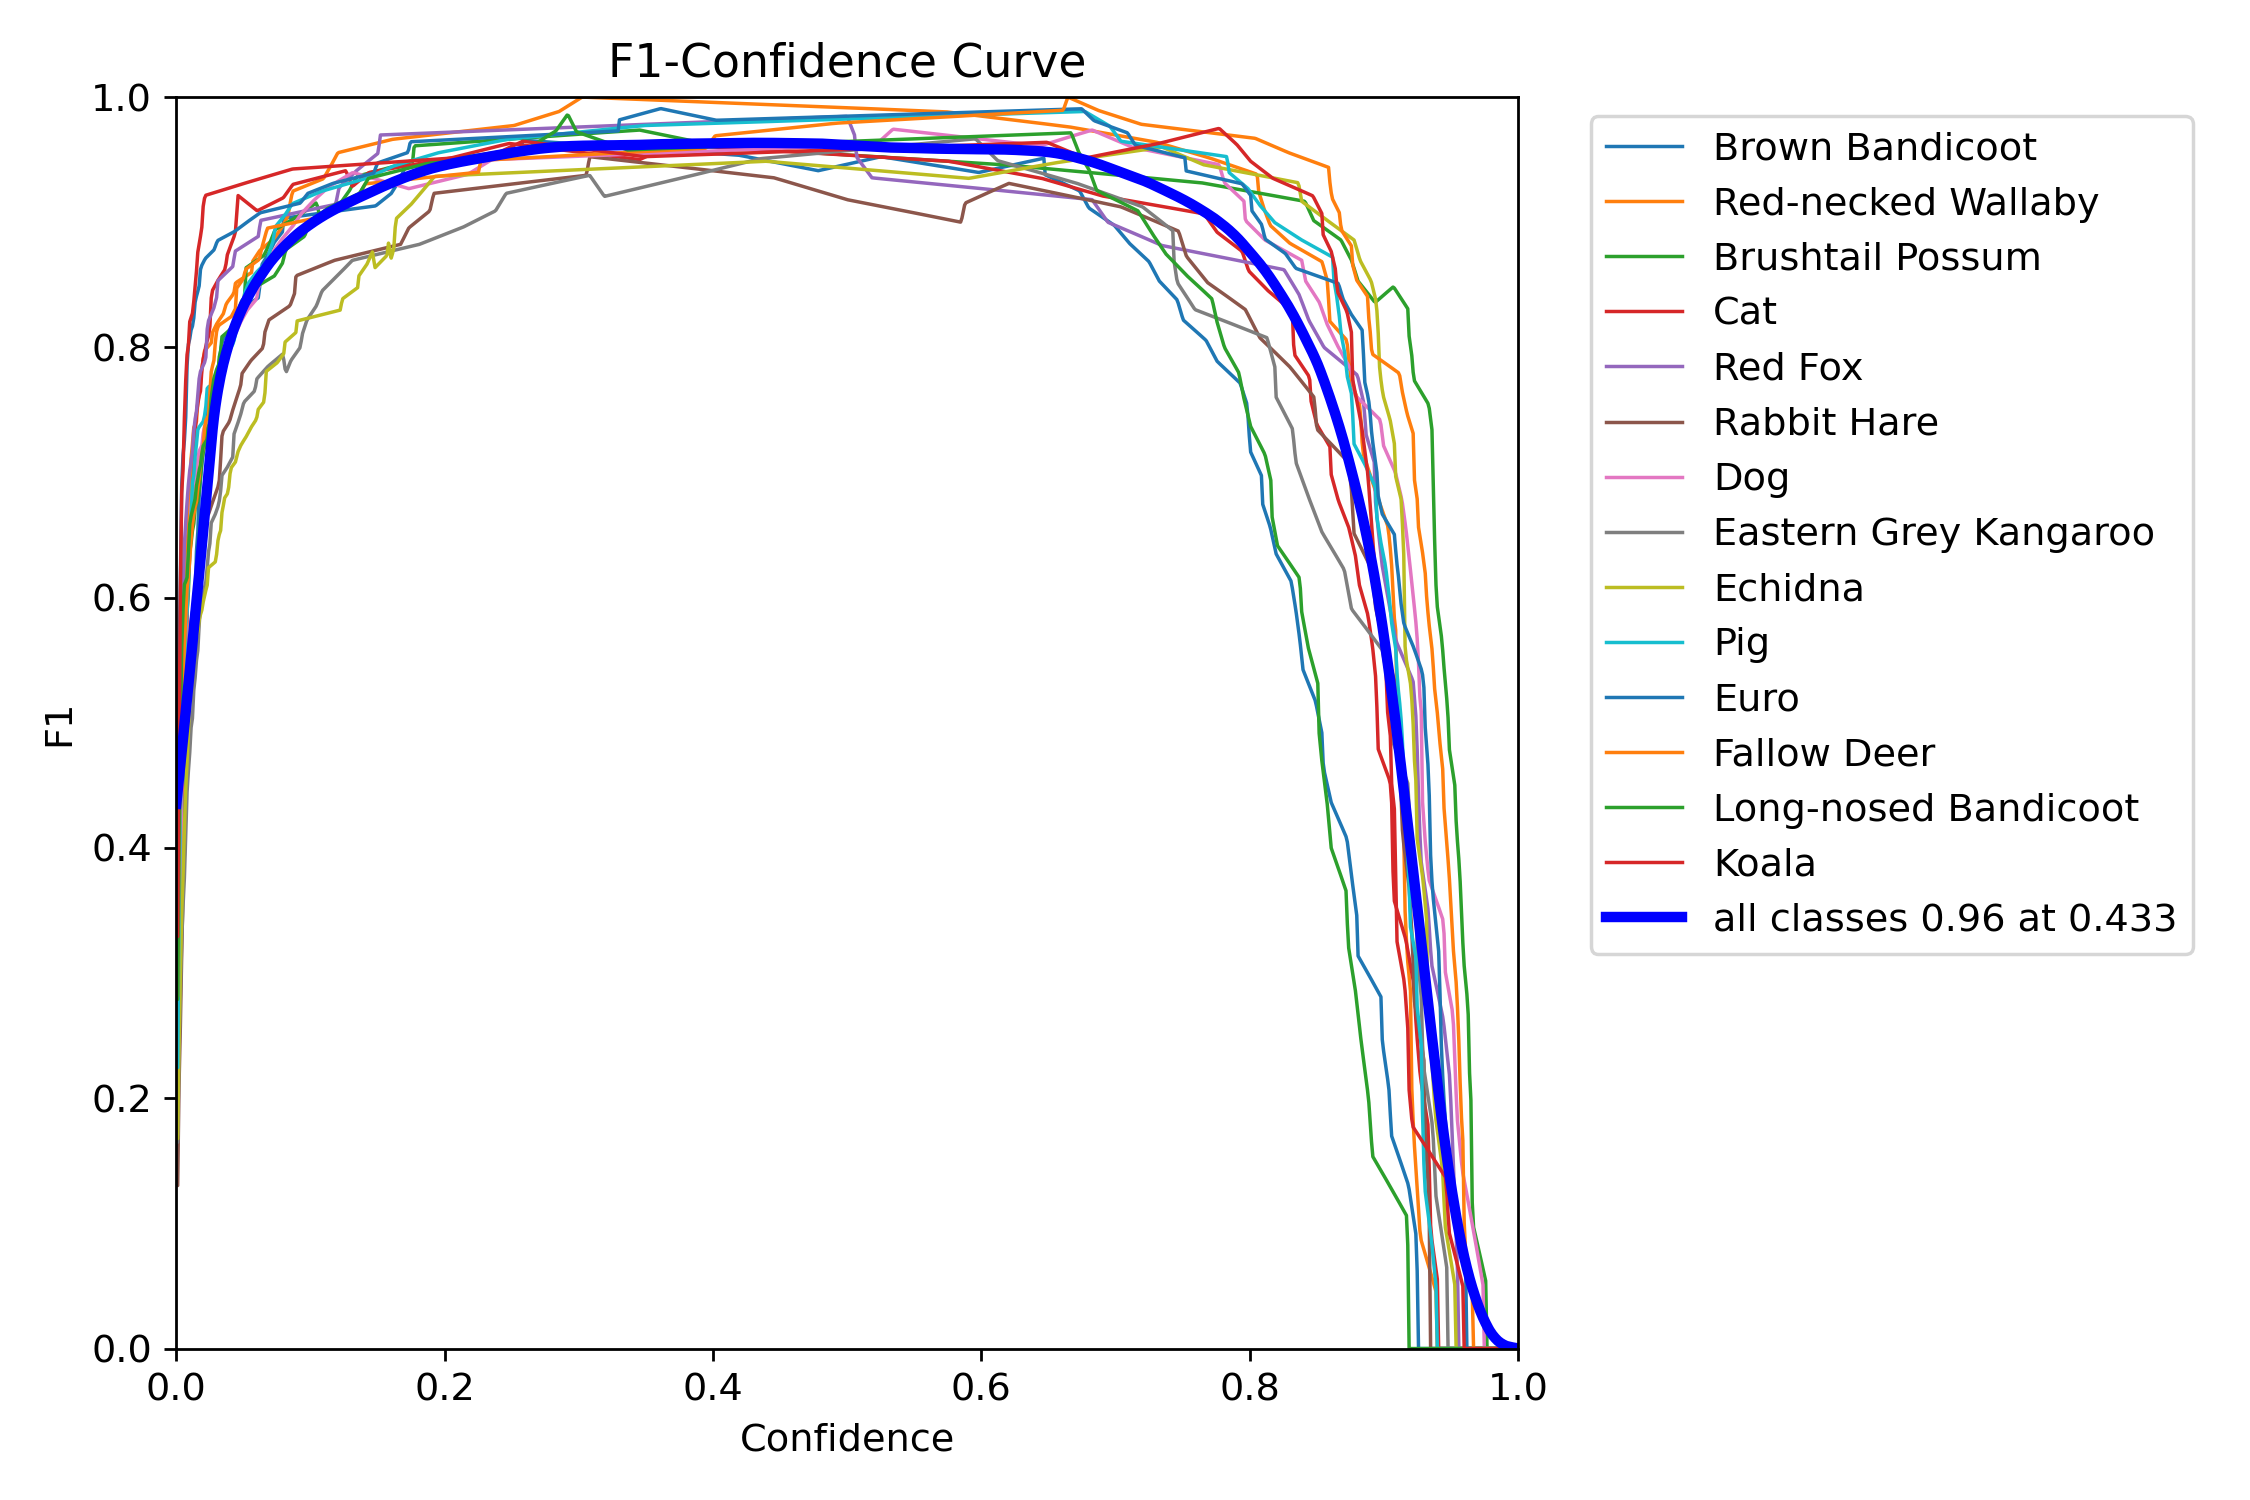 F1-Confidence Curve
1.0
0.8
0.6
0.4
0.2
0.0
F1
0.0 0.2 0.4 0.6 0.8 1.0
Confidence
Brown Bandicoot
Red-necked Wallaby
Brushtail Possum
Cat
Red Fox
Rabbit Hare
Dog
Eastern Grey Kangaroo
Echidna
Pig
Euro
Fallow Deer
Long-nosed Bandicoot
Koala
all classes 0.96 at 0.433